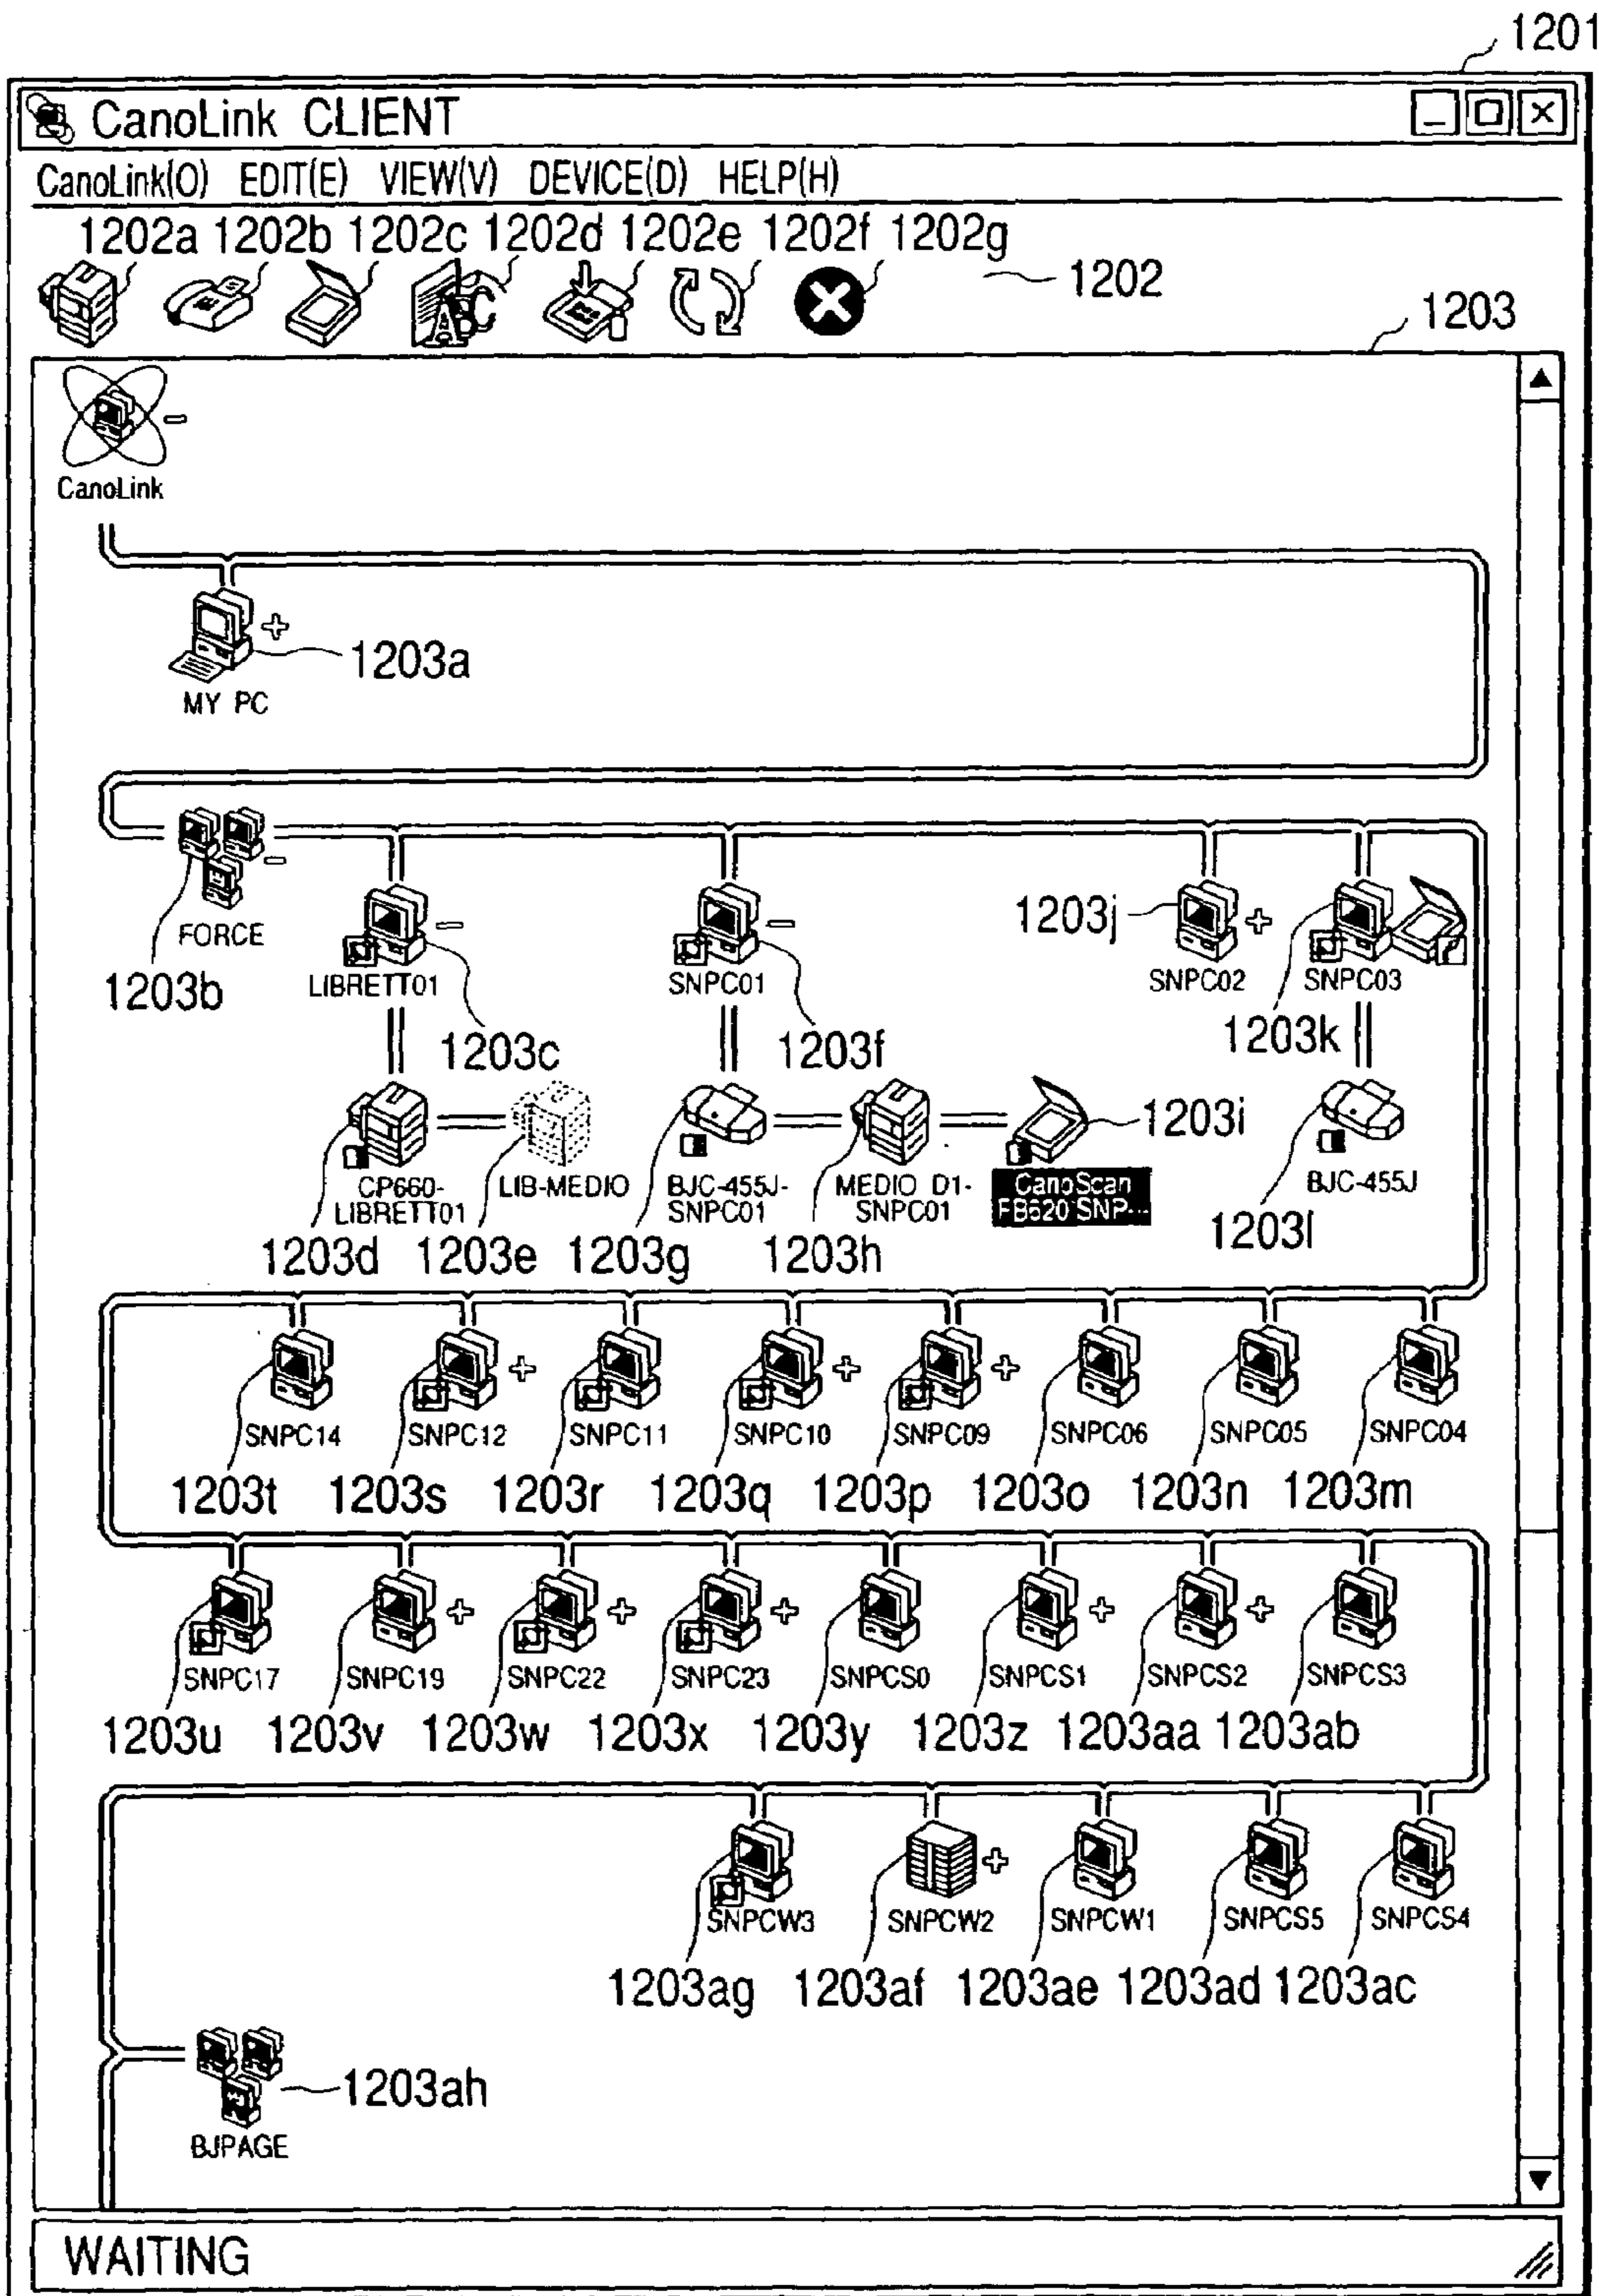 1201
CanoLink CLIENT
CanoLink(O) EDIT(E) VIEW(V) DEVICE(D) HELP(H)
1202a 1202b 1202c 1202d 1202e 1202f 1202g
1202
1203
CanoLink
1203a
MY PC
FORCE
1203b
LIBRETT01
1203c
SNPC01
1203f
1203j
SNPC02
SNPC03
1203k
CP660-
LIBRETT01
LIB-MEDIO
BJC-455J-
SNPC01
MEDIO D1-
SNPC01
1203i
CanoScan
FB620 SNP...
BJC-455J
1203d 1203e 1203g 1203h 1203l
SNPC14 SNPC12 SNPC11 SNPC10 SNPC09 SNPC06 SNPC05 SNPC04
1203t 1203s 1203r 1203q 1203p 1203o 1203n 1203m
SNPC17 SNPC19 SNPC22 SNPC23 SNPCS0 SNPCS1 SNPCS2 SNPCS3
1203u 1203v 1203w 1203x 1203y 1203z 1203aa 1203ab
SNPCW3 SNPCW2 SNPCW1 SNPCS5 SNPCS4
1203ag 1203af 1203ae 1203ad 1203ac
1203ah
BJPAGE
WAITING